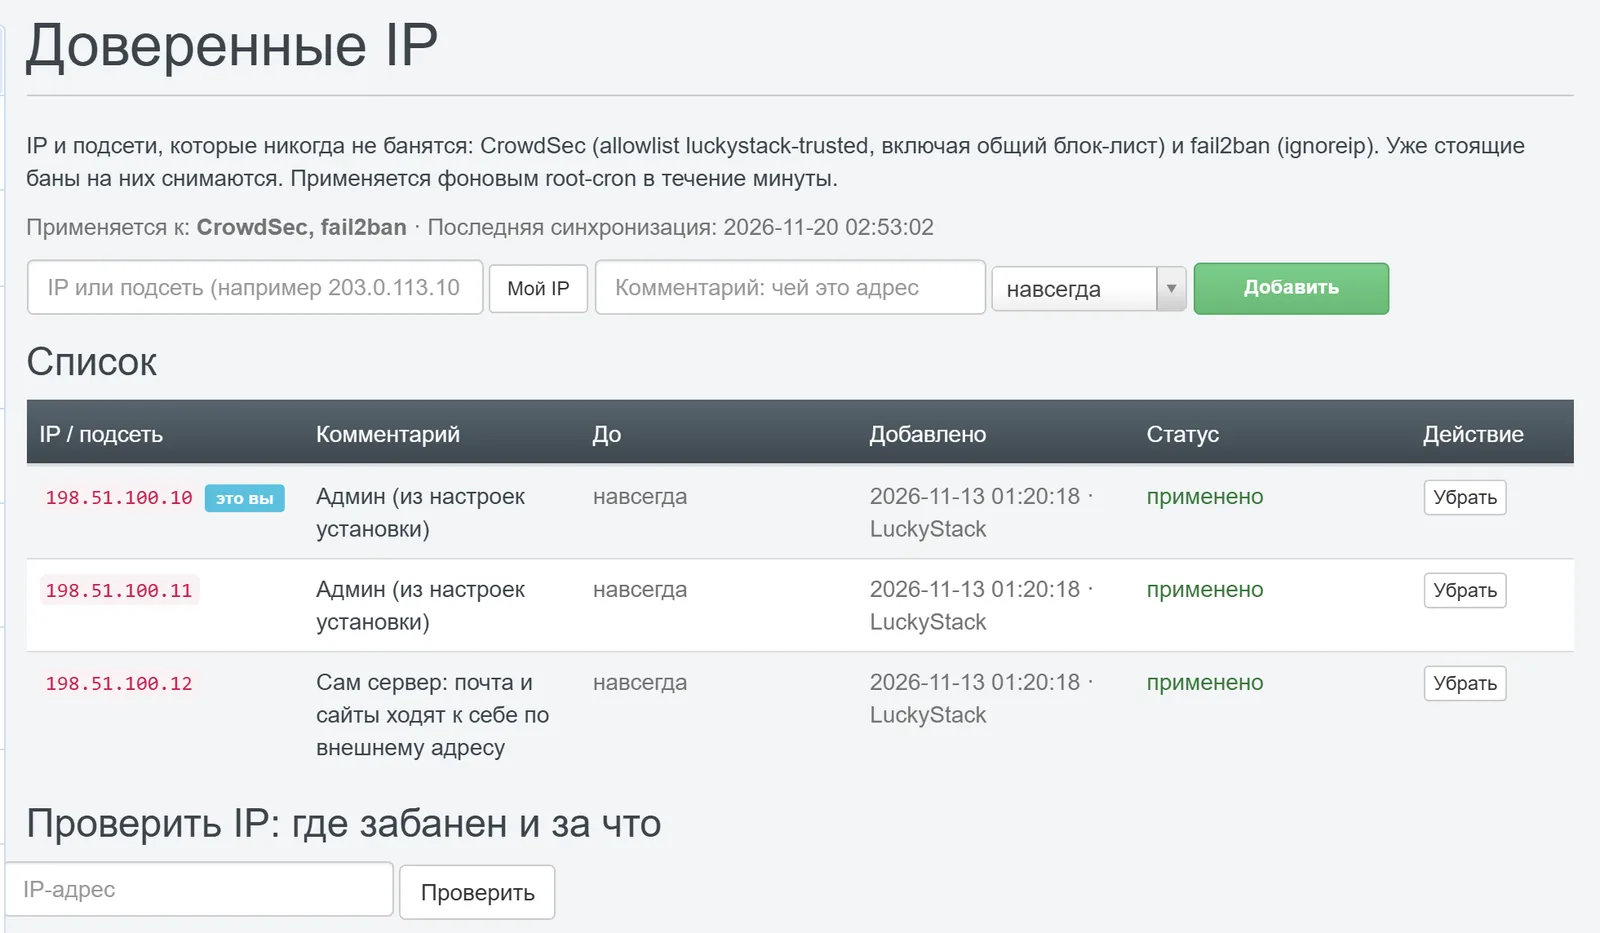 Доверенные IP
IP и подсети, которые никогда не банятся: CrowdSec (allowlist luckystack-trusted, включая общий блок-лист) и fail2ban (ignoreip). Уже стоящие
баны на них снимаются. Применяется фоновым root-cron в течение минуты.
Применяется к: CrowdSec, fail2ban · Последняя синхронизация: 2026-11-20 02:53:02
IP или подсеть (например 203.0.113.10 Мой IP Комментарий: чей это адрес навсегда Добавить
Список
IP / подсеть Комментарий До Добавлено Статус Действие
198.51.100.10 это вы Админ (из настроек навсегда 2026-11-13 01:20:18 · применено Убрать
установки) LuckyStack
198.51.100.11 Админ (из настроек навсегда 2026-11-13 01:20:18 · применено Убрать
установки) LuckyStack
198.51.100.12 Сам сервер: почта и навсегда 2026-11-13 01:20:18 · применено Убрать
сайты ходят к себе по LuckyStack
внешнему адресу
Проверить IP: где забанен и за что
IP-адрес Проверить